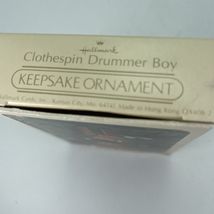 Hallmark
Clothespin Drummer Boy
KEEPSAKE ORNAMENT
Hallmark Cards, Inc., Kansas City, Mo. 64141, Made in Hong Kong